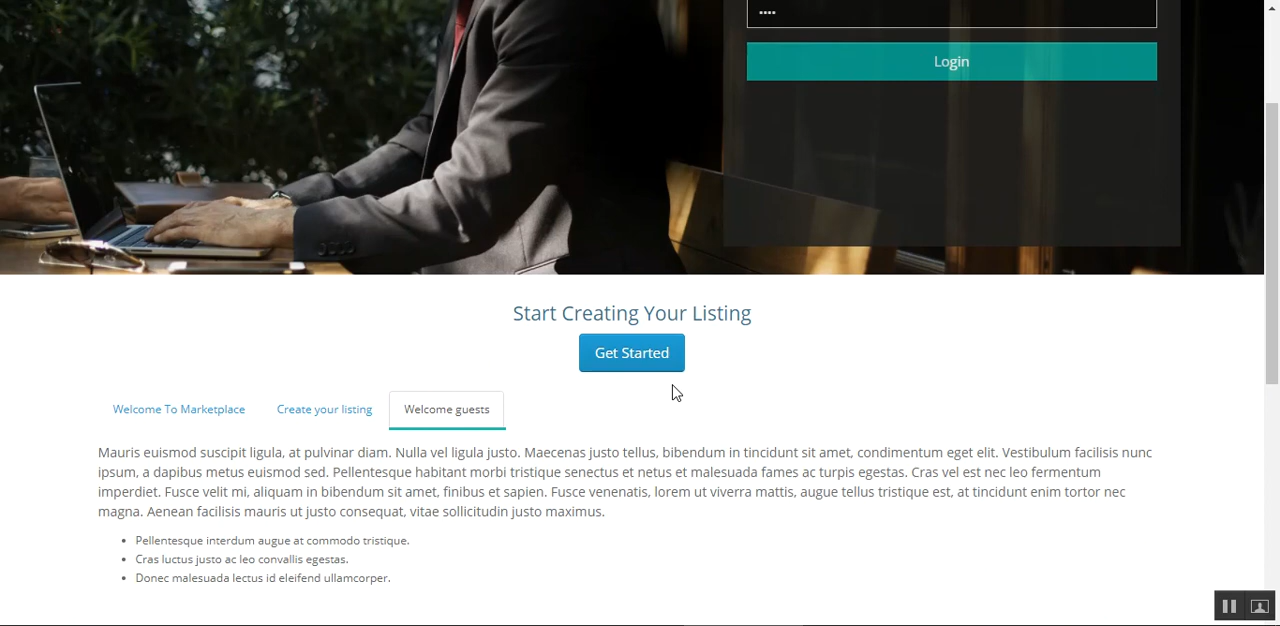 ••••
Login
Start Creating Your Listing
Get Started
Welcome To Marketplace
Create your listing
Welcome guests
Mauris euismod suscipit ligula, at pulvinar diam. Nulla vel ligula justo. Maecenas justo tellus, bibendum in tincidunt sit amet, condimentum eget elit. Vestibulum facilisis nunc
ipsum, a dapibus metus euismod sed. Pellentesque habitant morbi tristique senectus et netus et malesuada fames ac turpis egestas. Cras vel est nec leo fermentum
imperdiet. Fusce velit mi, aliquam in bibendum sit amet, finibus et sapien. Fusce venenatis, lorem ut viverra mattis, augue tellus tristique est, at tincidunt enim tortor nec
magna. Aenean facilisis mauris ut justo consequat, vitae sollicitudin justo maximus.
• Pellentesque interdum augue at commodo tristique.
• Cras luctus justo ac leo convallis egestas.
• Donec malesuada lectus id eleifend ullamcorper.